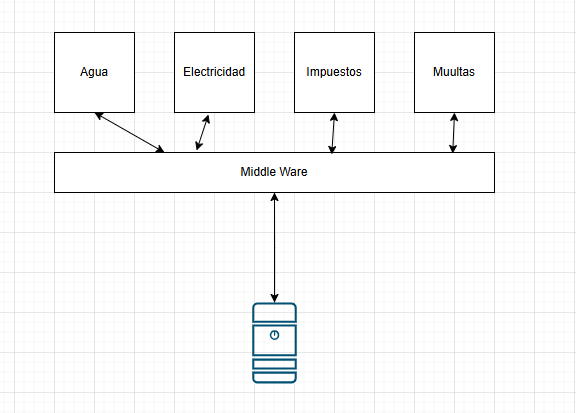 Agua
Electricidad
Impuestos
Muultas
Middle Ware